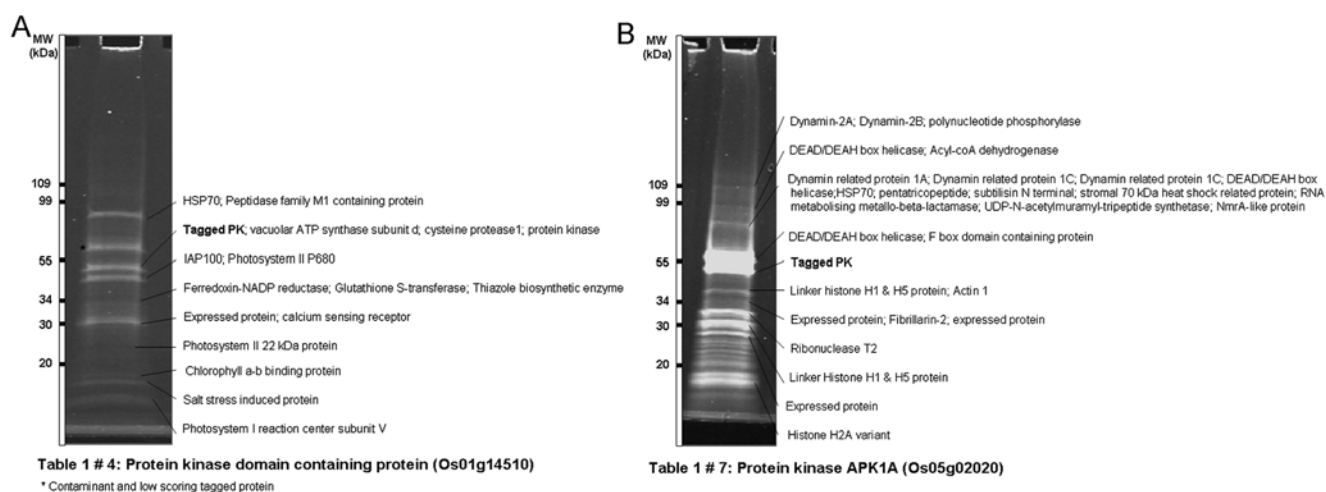 A
MW
(kDa)
109
99
55
34
30
20
HSP70; Peptidase family M1 containing protein
Tagged PK; vacuolar ATP synthase subunit d; cysteine protease1; protein kinase
IAP100; Photosystem II P680
Ferredoxin-NADP reductase; Glutathione S-transferase; Thiazole biosynthetic enzyme
Expressed protein; calcium sensing receptor
Photosystem II 22 kDa protein
Chlorophyll a-b binding protein
Salt stress induced protein
Photosystem I reaction center subunit V
*
Table 1 # 4: Protein kinase domain containing protein (Os01g14510)
* Contaminant and low scoring tagged protein
B
MW
(kDa)
109
99
55
34
30
20
Dynamin-2A; Dynamin-2B; polynucleotide phosphorylase
DEAD/DEAH box helicase; Acyl-coA dehydrogenase
Dynamin related protein 1A; Dynamin related protein 1C; Dynamin related protein 1C; DEAD/DEAH box
helicase;HSP70; pentatricopeptide; subtilisin N terminal; stromal 70 kDa heat shock related protein; RNA
metabolising metallo-beta-lactamase; UDP-N-acetylmuramyl-tripeptide synthetase; NmrA-like protein
DEAD/DEAH box helicase; F box domain containing protein
Tagged PK
Linker histone H1 & H5 protein; Actin 1
Expressed protein; Fibrillarin-2; expressed protein
Ribonuclease T2
Linker Histone H1 & H5 protein
Expressed protein
Histone H2A variant
Table 1 # 7: Protein kinase APK1A (Os05g02020)